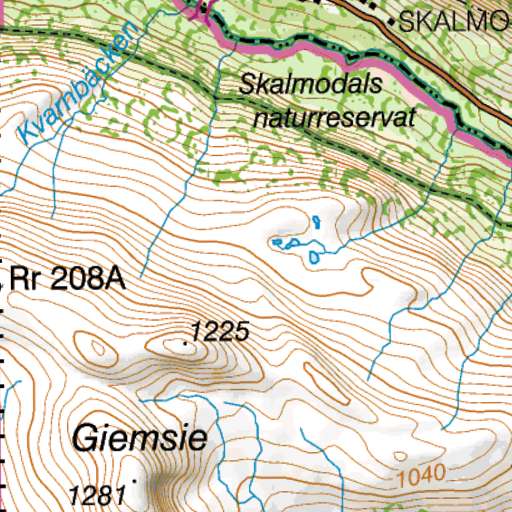 SKALMO
Kvarnbäcken
Skalmodals
naturreservat
Rr 208A
1225
Giemsie
1040
1281